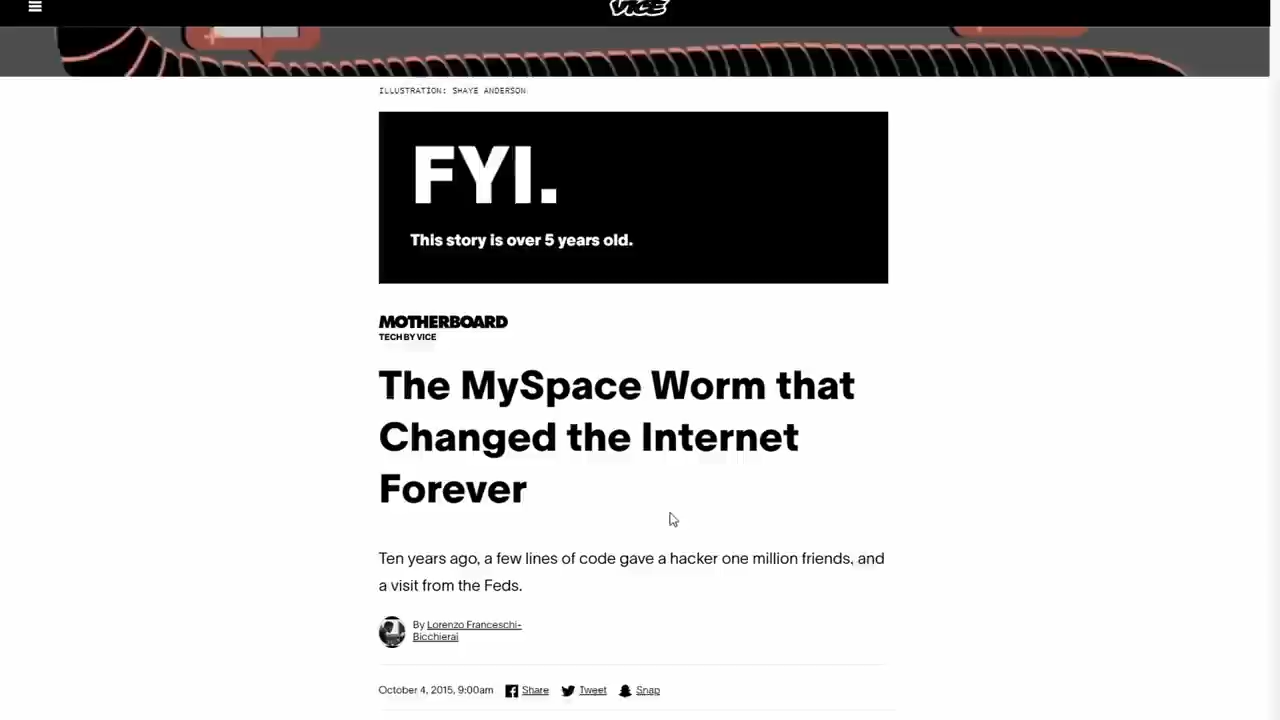 VICE
ILLUSTRATION: SHAYE ANDERSON
FYI.
This story is over 5 years old.
MOTHERBOARD
TECH BY VICE
The MySpace Worm that
Changed the Internet
Forever
Ten years ago, a few lines of code gave a hacker one million friends, and
a visit from the Feds.
By Lorenzo Franceschi-
Bicchierai
October 4, 2015, 9:00am Share Tweet Snap